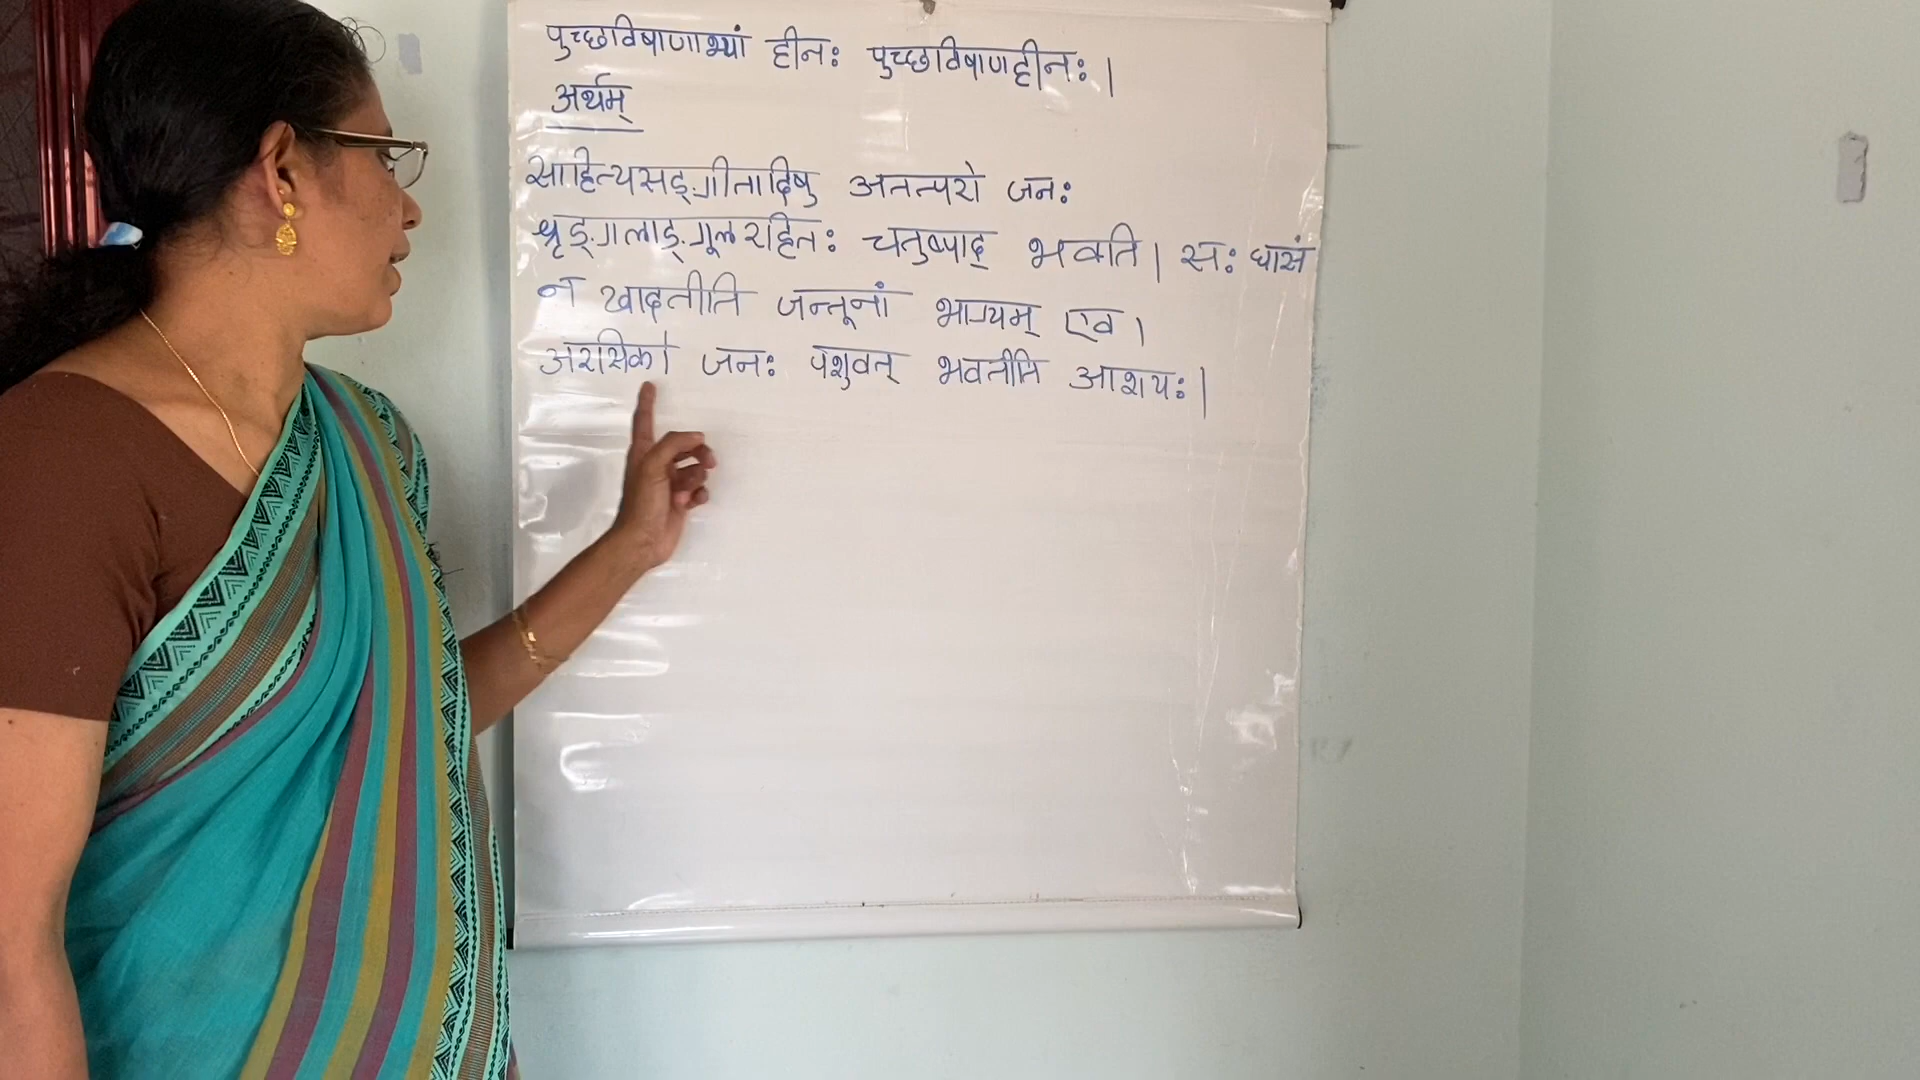 पुच्छविषाणाभ्यां हीनः पुच्छविषाणहीनः।
अर्थम्
साहित्यसङ्गीतादिषु अतत्परो जनः
शृङ्गलाङ्गूलरहितः चतुष्पाद् भवति। सः घासं
न खादतीति जन्तूनां भाग्यम् एव।
अरसिको जनः पशुवत् भवतीति आशयः।